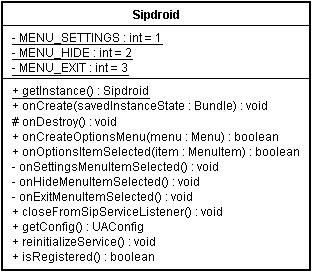 Sipdroid
- MENU_SETTINGS : int = 1
- MENU_HIDE : int = 2
- MENU_EXIT : int = 3
+ getInstance() : Sipdroid
+ onCreate(savedInstanceState : Bundle) : void
# onDestroy() : void
+ onCreateOptionsMenu(menu : Menu) : boolean
+ onOptionsItemSelected(item : MenuItem) : boolean
- onSettingsMenuItemSelected() : void
- onHideMenuItemSelected() : void
- onExitMenuItemSelected() : void
+ closeFromSipServiceListener() : void
+ getConfig() : UAConfig
+ reinitializeService() : void
+ isRegistered() : boolean